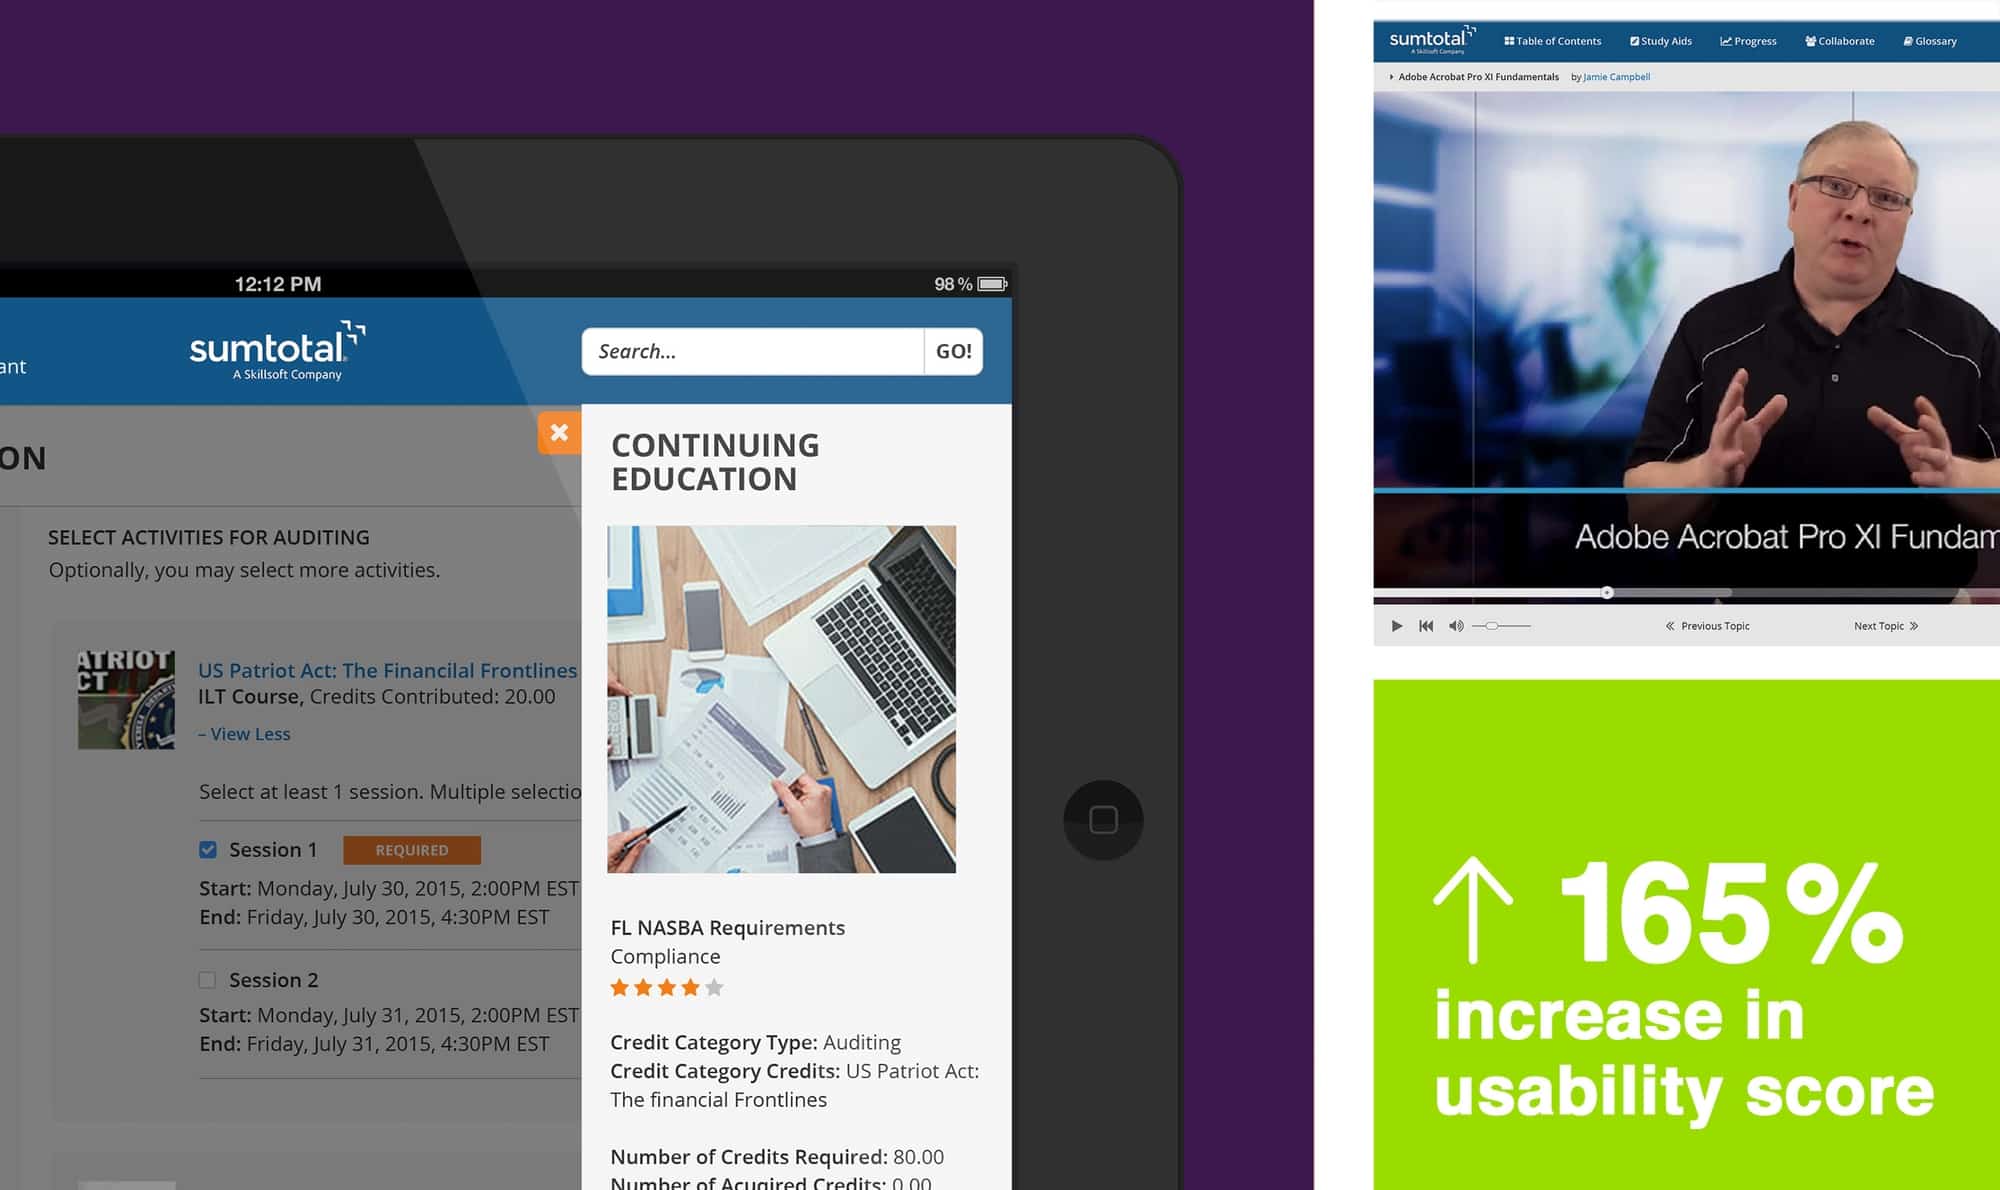 12:12 PM
98 %
ant
sumtotal
A Skillsoft Company
Search...
GO!
ON
SELECT ACTIVITIES FOR AUDITING
Optionally, you may select more activities.
ATRIOT
CT
US Patriot Act: The Financilal Frontlines
ILT Course, Credits Contributed: 20.00
– View Less
Select at least 1 session. Multiple selectio
Session 1
REQUIRED
Start: Monday, July 30, 2015, 2:00PM EST
End: Friday, July 30, 2015, 4:30PM EST
Session 2
Start: Monday, July 31, 2015, 2:00PM EST
End: Friday, July 31, 2015, 4:30PM EST
CONTINUING
EDUCATION
FL NASBA Requirements
Compliance
Credit Category Type: Auditing
Credit Category Credits: US Patriot Act:
The financial Frontlines
Number of Credits Required: 80.00
Number of Acquired Credits: 0.00
sumtotal
A Skillsoft Company
Table of Contents
Study Aids
Progress
Collaborate
Glossary
Adobe Acrobat Pro XI Fundamentals by Jamie Campbell
Adobe Acrobat Pro XI Fundam
Previous Topic
Next Topic
165%
increase in
usability score